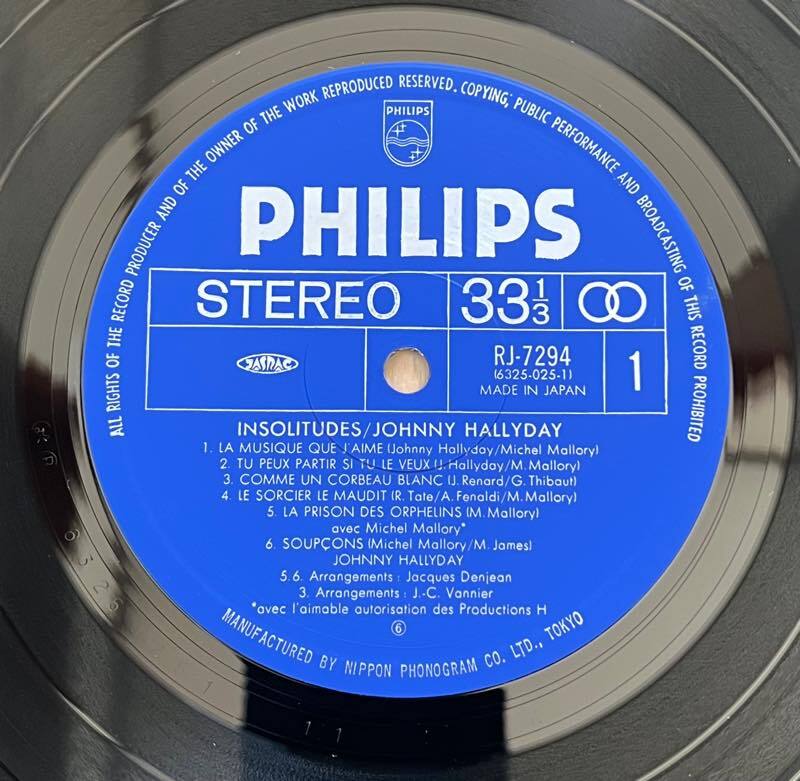 ALL RIGHTS OF THE RECORD PRODUCER AND OF THE OWNER OF THE WORK REPRODUCED RESERVED. COPYING, PUBLIC PERFORMANCE AND BROADCASTING OF THIS RECORD PROHIBITED
PHILIPS
PHILIPS
STEREO 33 1/3
JASRAC RJ-7294 1
(6325-025-1)
MADE IN JAPAN
INSOLITUDES/JOHNNY HALLYDAY
1. LA MUSIQUE QUE J'AIME (Johnny Hallyday/Michel Mallory)
2. TU PEUX PARTIR SI TU LE VEUX (J. Hallyday/M. Mallory)
3. COMME UN CORBEAU BLANC (J. Renard/G. Thibaut)
4. LE SORCIER LE MAUDIT (R. Tate/A. Fenaldi/M. Mallory)
5. LA PRISON DES ORPHELINS (M. Mallory)
avec Michel Mallory*
6. SOUPÇONS (Michel Mallory/M. James)
JOHNNY HALLYDAY
5.6. Arrangements : Jacques Denjean
3. Arrangements : J.-C. Vannier
*avec l'aimable autorisation des Productions H
⑥
MANUFACTURED BY NIPPON PHONOGRAM CO. LTD., TOKYO
6326
11